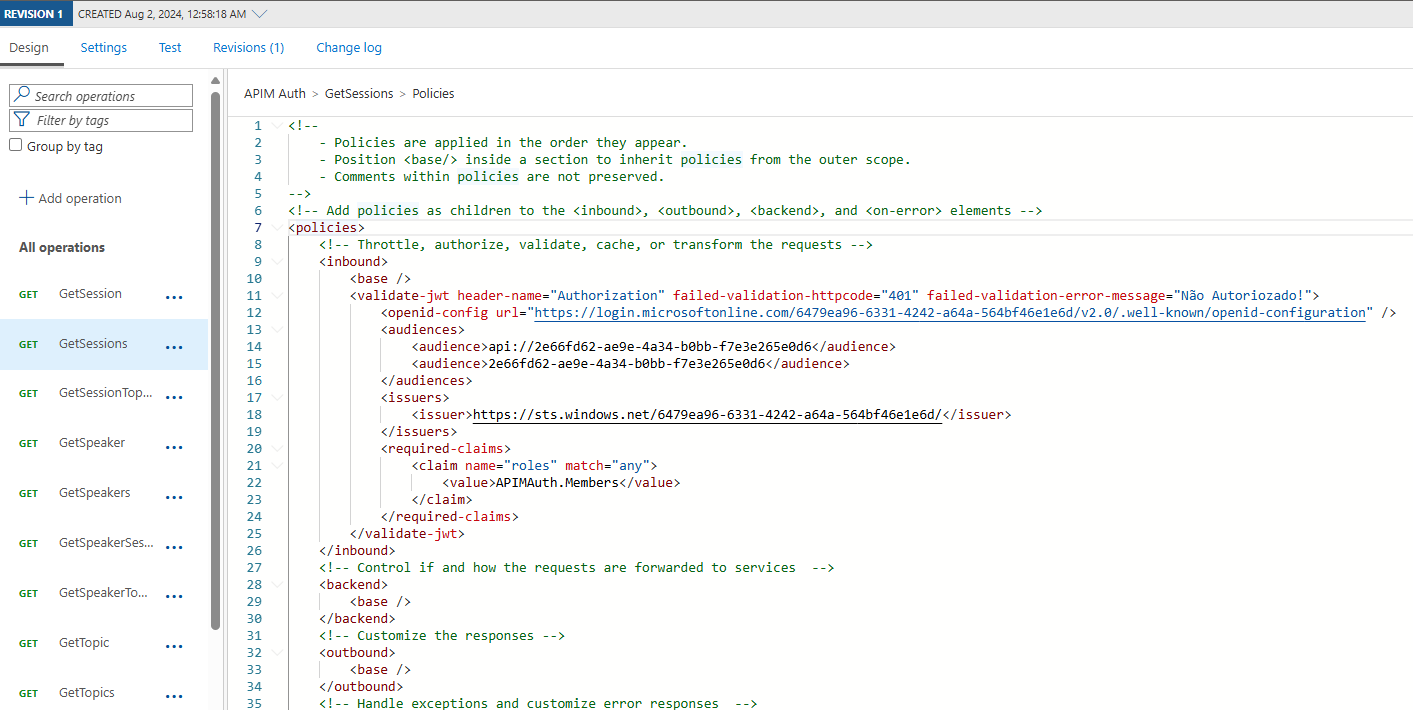 REVISION 1 CREATED Aug 2, 2024, 12:58:18 AM
Design Settings Test Revisions (1) Change log
Search operations
Filter by tags
Group by tag
Add operation
All operations
GET GetSession ...
GET GetSessions ...
GET GetSessionTop... ...
GET GetSpeaker ...
GET GetSpeakers ...
GET GetSpeakerSes... ...
GET GetSpeakerTo... ...
GET GetTopic ...
GET GetTopics ...
APIM Auth > GetSessions > Policies
1 <!--
2 - Policies are applied in the order they appear.
3 - Position <base/> inside a section to inherit policies from the outer scope.
4 - Comments within policies are not preserved.
5 -->
6 <!-- Add policies as children to the <inbound>, <outbound>, <backend>, and <on-error> elements -->
7 <policies>
8 <!-- Throttle, authorize, validate, cache, or transform the requests -->
9 <inbound>
10 <base />
11 <validate-jwt header-name="Authorization" failed-validation-httpcode="401" failed-validation-error-message="Não Autoriozado!">
12 <openid-config url="https://login.microsoftonline.com/6479ea96-6331-4242-a64a-564bf46e1e6d/v2.0/.well-known/openid-configuration" />
13 <audiences>
14 <audience>api://2e66fd62-ae9e-4a34-b0bb-f7e3e265e0d6</audience>
15 <audience>2e66fd62-ae9e-4a34-b0bb-f7e3e265e0d6</audience>
16 </audiences>
17 <issuers>
18 <issuer>https://sts.windows.net/6479ea96-6331-4242-a64a-564bf46e1e6d/</issuer>
19 </issuers>
20 <required-claims>
21 <claim name="roles" match="any">
22 <value>APIMAuth.Members</value>
23 </claim>
24 </required-claims>
25 </validate-jwt>
26 </inbound>
27 <!-- Control if and how the requests are forwarded to services  -->
28 <backend>
29 <base />
30 </backend>
31 <!-- Customize the responses -->
32 <outbound>
33 <base />
34 </outbound>
35 <!-- Handle exceptions and customize error responses  -->